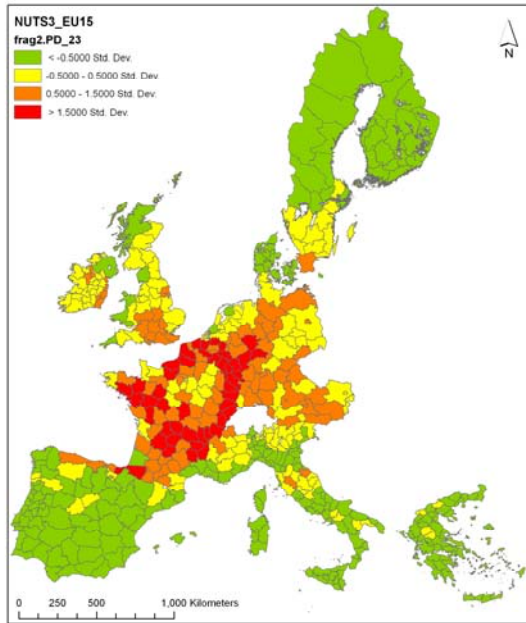 NUTS3_EU15
frag2.PD_23
< -0.5000 Std. Dev.
-0.5000 - 0.5000 Std. Dev.
0.5000 - 1.5000 Std. Dev.
> 1.5000 Std. Dev.
N
0 250 500 1,000 Kilometers